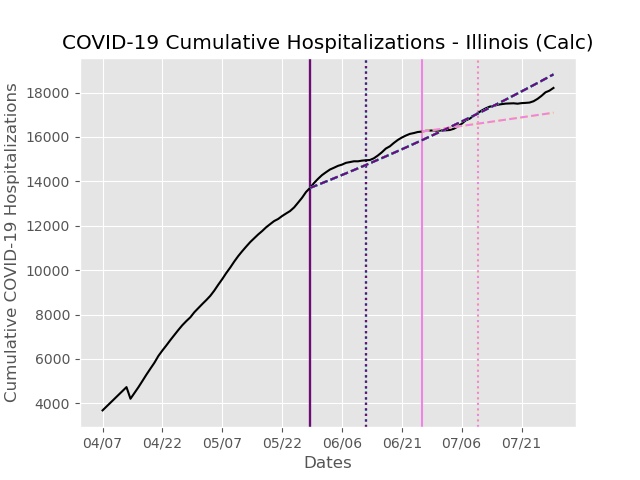 COVID-19 Cumulative Hospitalizations - Illinois (Calc)
Cumulative COVID-19 Hospitalizations
18000
16000
14000
12000
10000
8000
6000
4000
04/07 04/22 05/07 05/22 06/06 06/21 07/06 07/21
Dates